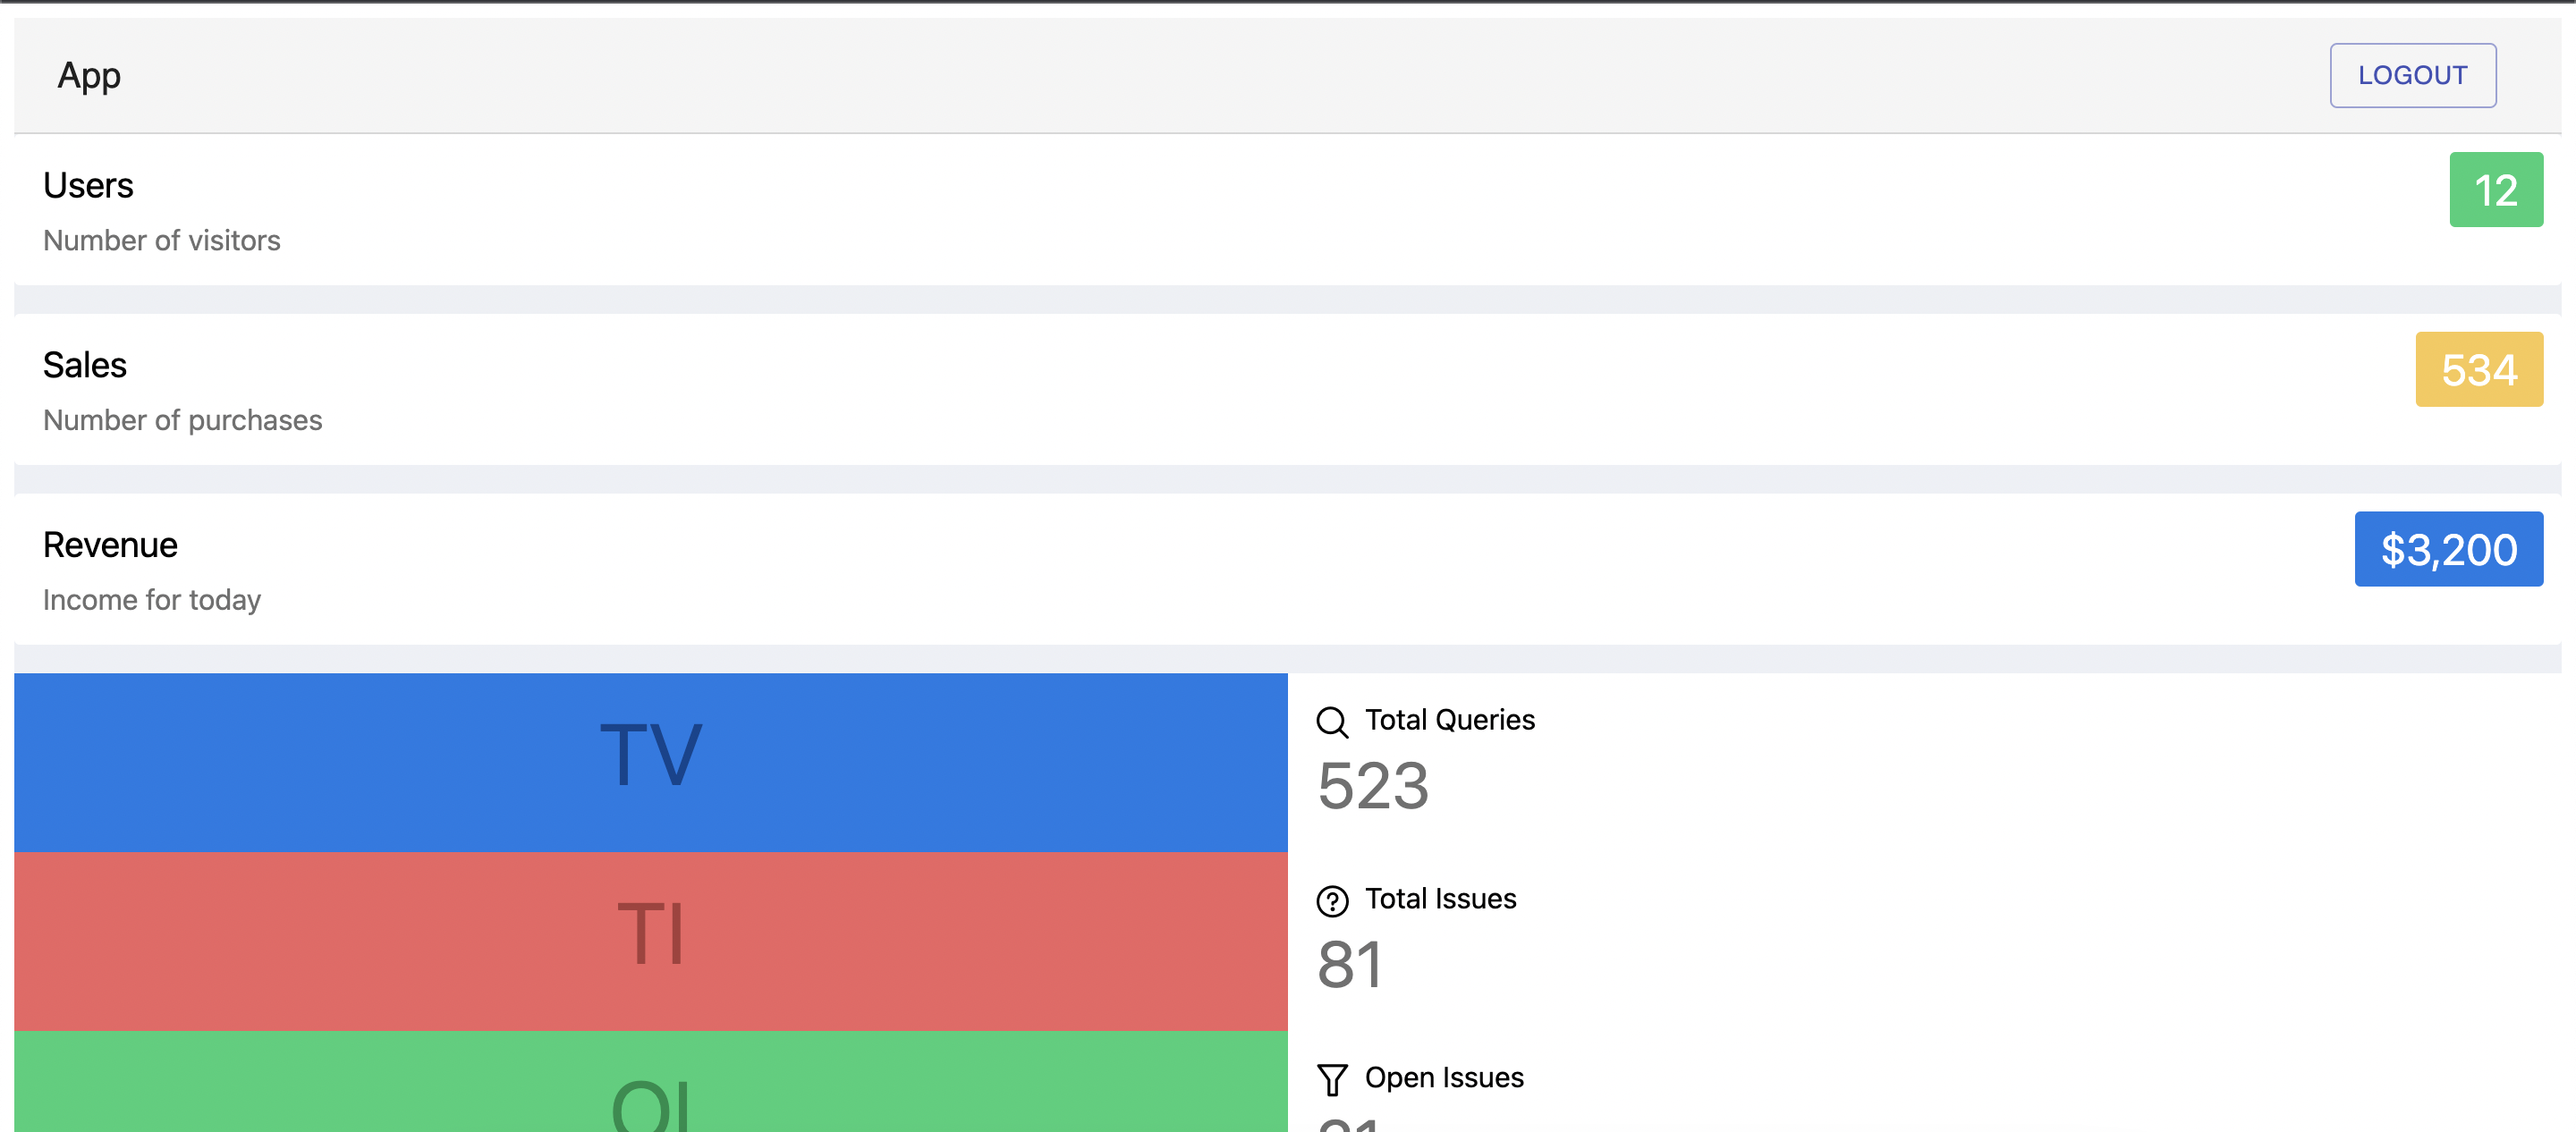 App
LOGOUT
Users
12
Number of visitors
Sales
534
Number of purchases
Revenue
$3,200
Income for today
TV
Total Queries
523
TI
Total Issues
81
OI
Open Issues